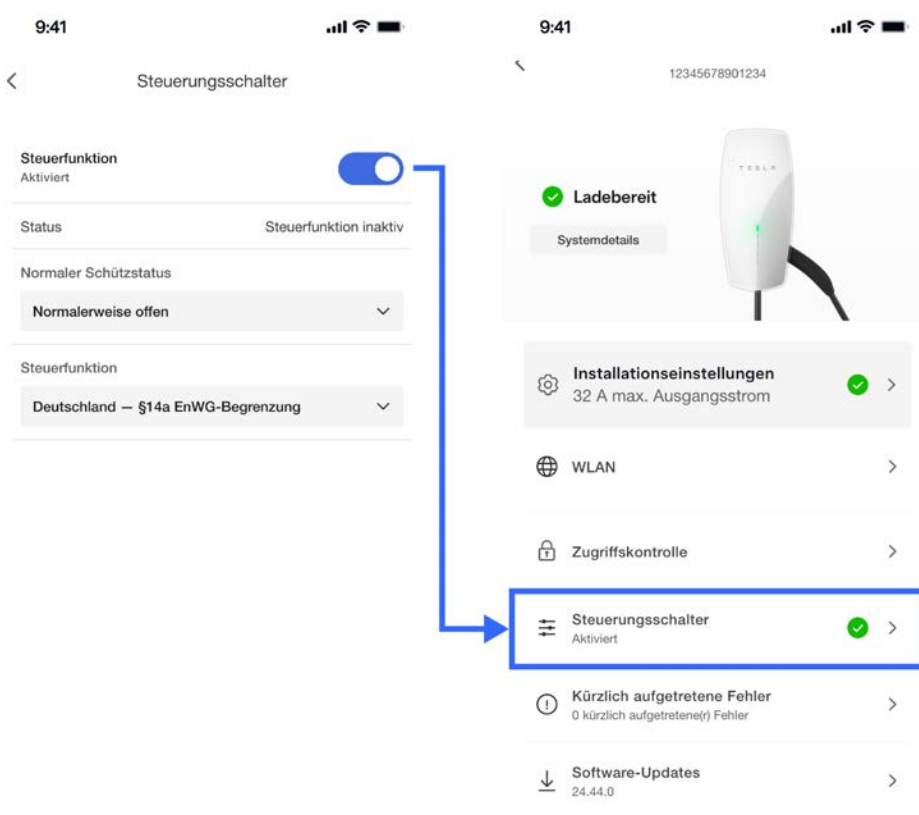 9:41
Steuerungsschalter
Steuerfunktion
Aktiviert
Status Steuerfunktion inaktiv
Normaler Schützstatus
Normalerweise offen
Steuerfunktion
Deutschland — §14a EnWG-Begrenzung
9:41
12345678901234
TESLA
Ladebereit
Systemdetails
Installationseinstellungen
32 A max. Ausgangsstrom
WLAN
Zugriffskontrolle
Steuerungsschalter
Aktiviert
Kürzlich aufgetretene Fehler
0 kürzlich aufgetretene(r) Fehler
Software-Updates
24.44.0